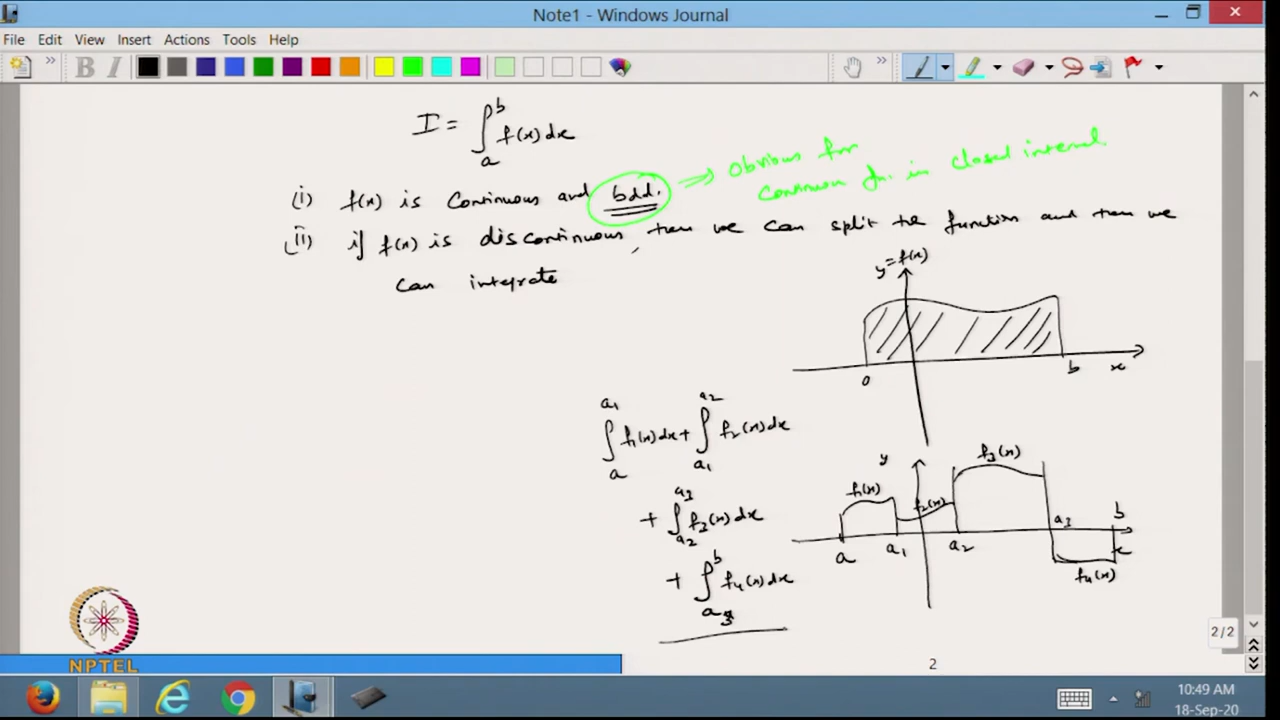 Note1 - Windows Journal
File Edit View Insert Actions Tools Help
I = ∫_a^b f(x) dx
(i) f(x) is continuous and bdd. => Obvious for
continuous fn. in closed interval.
(ii) if f(x) is discontinuous, then we can split the function and then we
can integrate
y = f(x)
0 b x
∫_a^{a1} f1(x)dx + ∫_{a1}^{a2} f2(x)dx
+ ∫_{a2}^{a3} f3(x)dx
+ ∫_{a3}^b f4(x)dx
y
f1(x) f2(x) f3(x)
a a1 a2 a3 b
x
f4(x)
NPTEL
2/2
2
10:49 AM
18-Sep-20